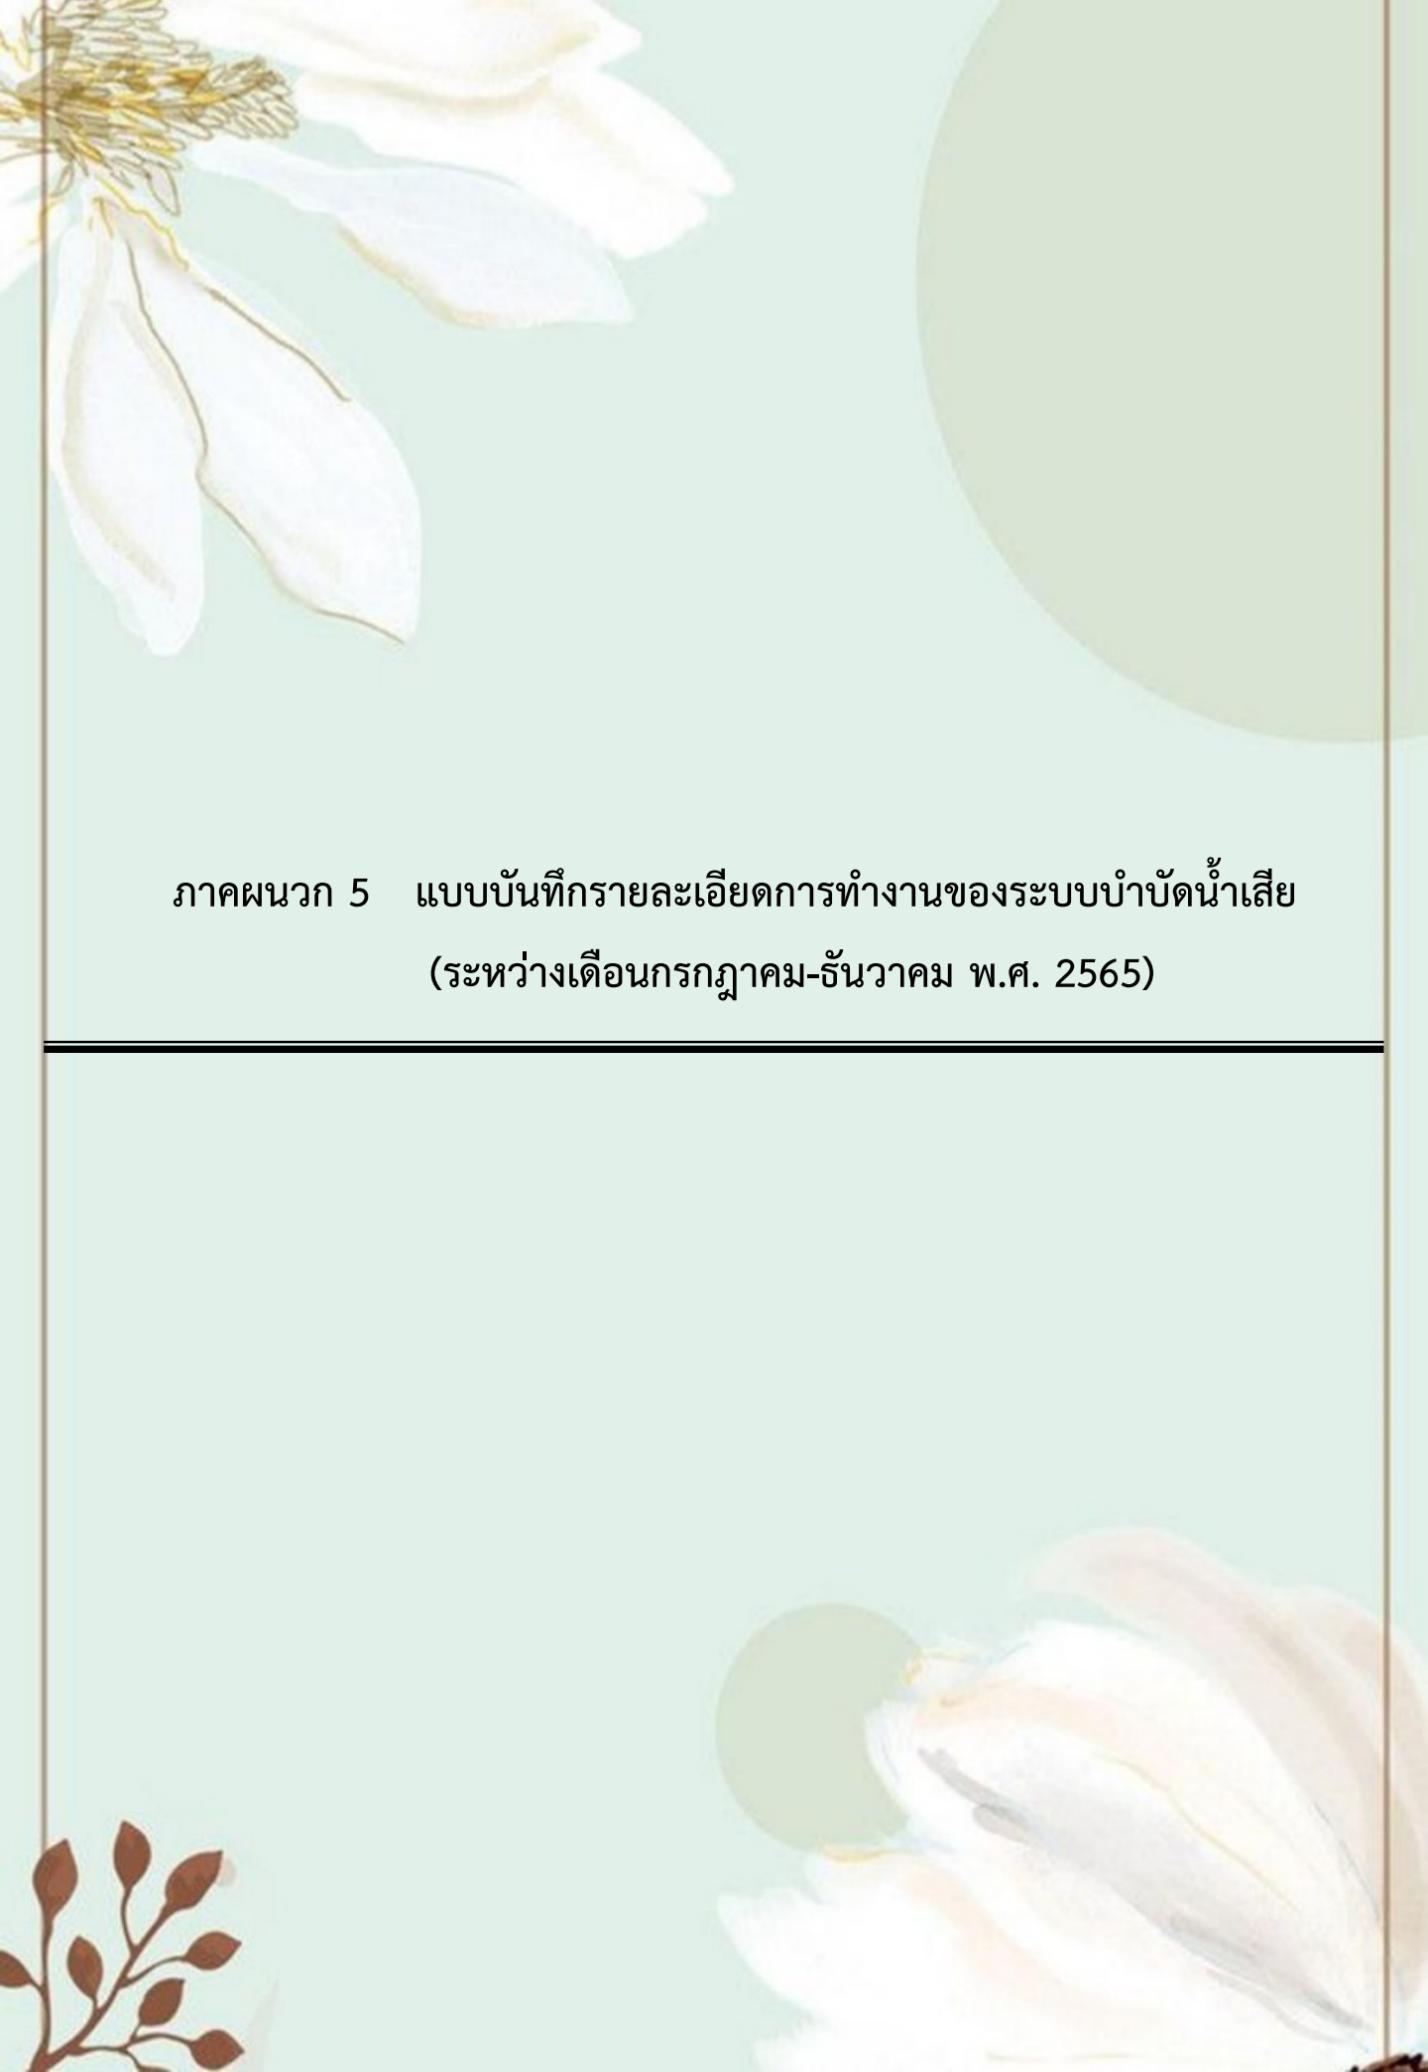 ภาคผนวก 5 แบบบันทึกรายละเอียดการทำงานของระบบบำบัดน้ำเสีย
(ระหว่างเดือนกรกฎาคม-ธันวาคม พ.ศ. 2565)